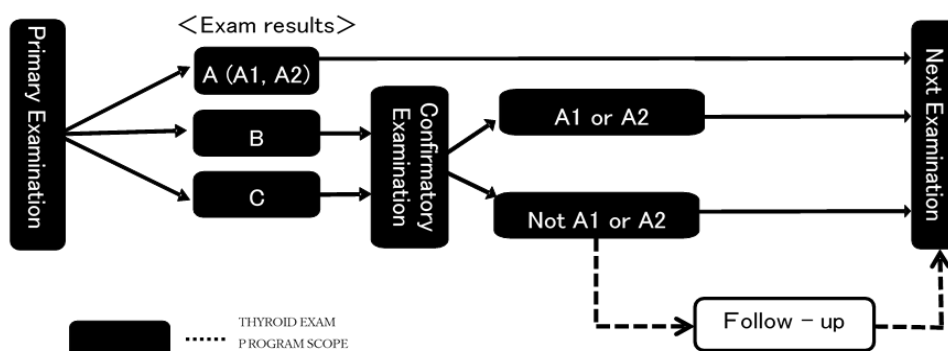 <Exam results>
Primary Examination
A (A1, A2)
B
C
Confirmatory
Examination
A1 or A2
Not A1 or A2
Follow - up
Next Examination
THYROID EXAM
PROGRAM SCOPE